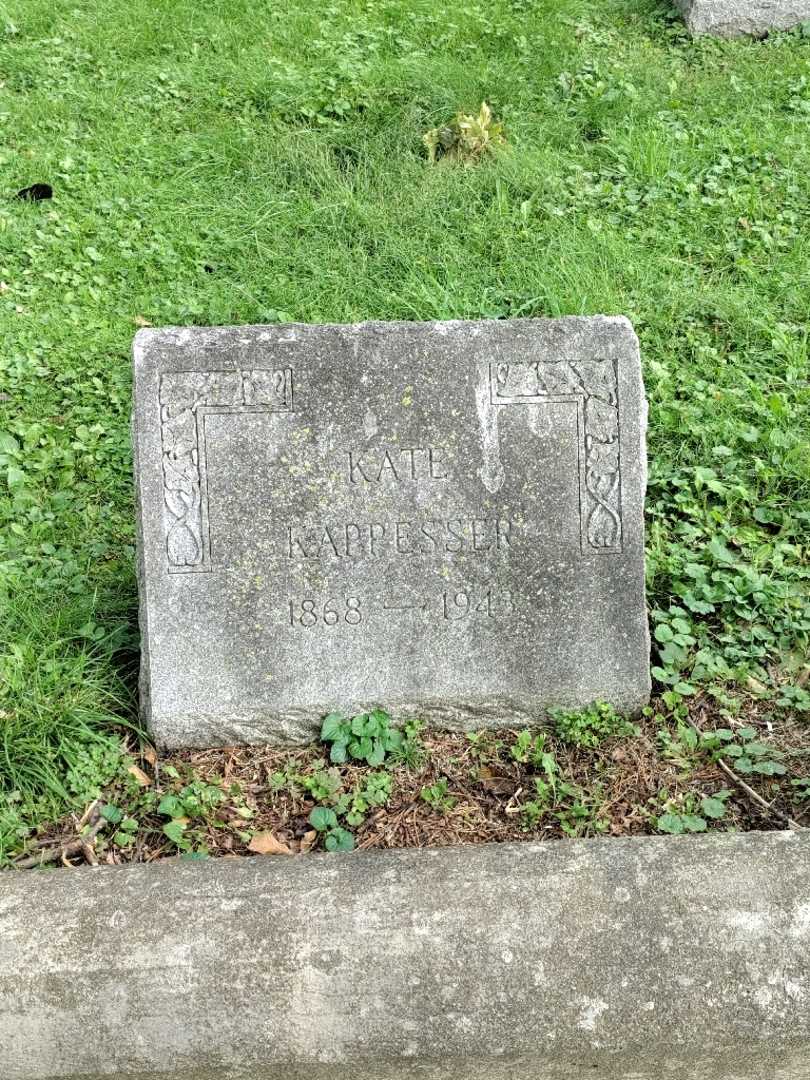 KATE
KAPPESSER
1868 — 1943